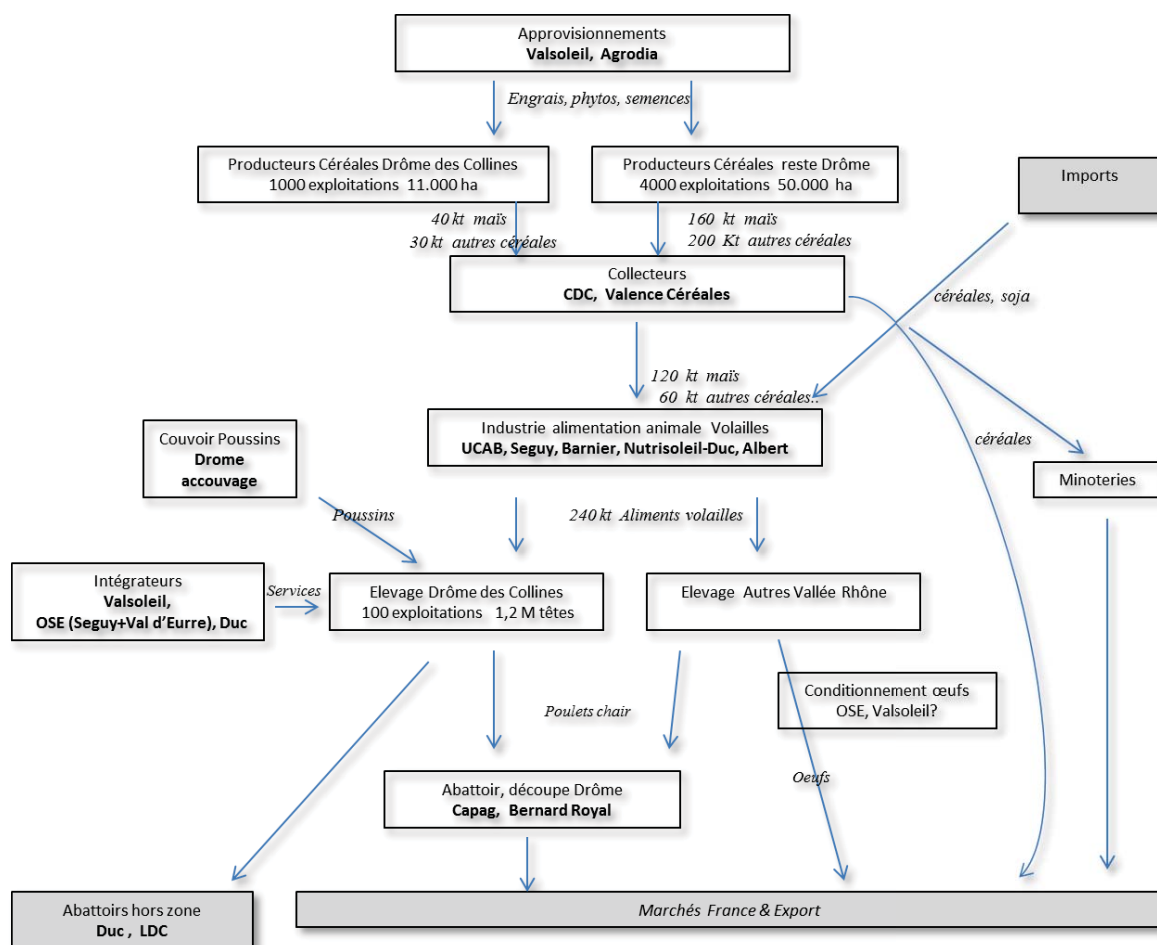 Approvisionnements
Valsoleil, Agrodia
Engrais, phytos, semences
Producteurs Céréales Drôme des Collines
1000 exploitations 11.000 ha
Producteurs Céréales reste Drôme
4000 exploitations 50.000 ha
Imports
40 kt maïs
30 kt autres céréales
160 kt maïs
200 Kt autres céréales
Collecteurs
CDC, Valence Céréales
céréales, soja
120 kt maïs
60 kt autres céréales..
Industrie alimentation animale Volailles
UCAB, Seguy, Barnier, Nutrisoleil-Duc, Albert
céréales
Couvoir Poussins
Drome
accouvage
Minoteries
Poussins
240 kt Aliments volailles
Intégrateurs
Valsoleil,
OSE (Seguy+Val d'Eurre), Duc
Services
Elevage Drôme des Collines
100 exploitations 1,2 M têtes
Elevage Autres Vallée Rhône
Conditionnement œufs
OSE, Valsoleil?
Poulets chair
Oeufs
Abattoir, découpe Drôme
Capag, Bernard Royal
Abattoirs hors zone
Duc , LDC
Marchés France & Export